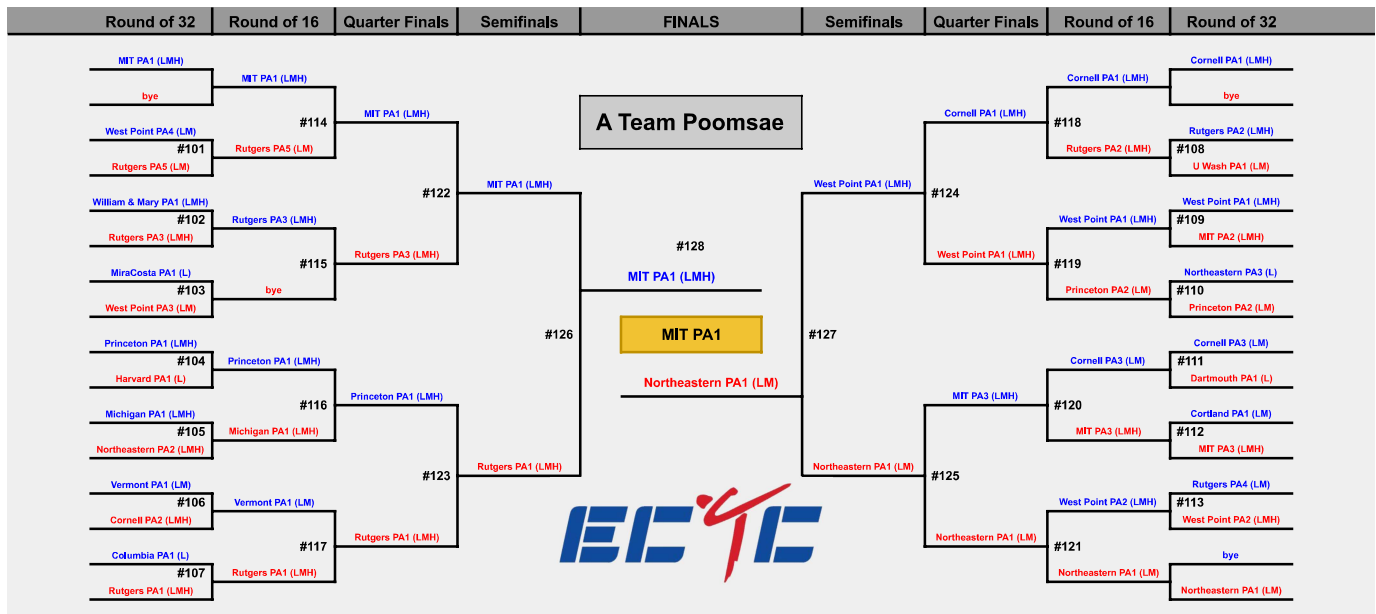 Round of 32
Round of 16
Quarter Finals
Semifinals
FINALS
Semifinals
Quarter Finals
Round of 16
Round of 32
A Team Poomsae
MIT PA1 (LMH)
bye
West Point PA4 (LM)
#101
Rutgers PA5 (LM)
William & Mary PA1 (LMH)
#102
Rutgers PA3 (LMH)
MiraCosta PA1 (L)
#103
West Point PA3 (LM)
Princeton PA1 (LMH)
#104
Harvard PA1 (L)
Michigan PA1 (LMH)
#105
Northeastern PA2 (LMH)
Vermont PA1 (LM)
#106
Cornell PA2 (LMH)
Columbia PA1 (L)
#107
Rutgers PA1 (LMH)
MIT PA1 (LMH)
#114
Rutgers PA5 (LM)
Rutgers PA3 (LMH)
#115
bye
Princeton PA1 (LMH)
#116
Michigan PA1 (LMH)
Vermont PA1 (LM)
#117
Rutgers PA1 (LMH)
MIT PA1 (LMH)
#122
Rutgers PA3 (LMH)
Princeton PA1 (LMH)
#123
Rutgers PA1 (LMH)
MIT PA1 (LMH)
#126
Rutgers PA1 (LMH)
#128
MIT PA1 (LMH)
MIT PA1
Northeastern PA1 (LM)
ECTC
West Point PA1 (LMH)
#127
Northeastern PA1 (LM)
Cornell PA1 (LMH)
#124
West Point PA1 (LMH)
MIT PA3 (LMH)
#125
Northeastern PA1 (LM)
Cornell PA1 (LMH)
#118
Rutgers PA2 (LMH)
West Point PA1 (LMH)
#119
Princeton PA2 (LM)
Cornell PA3 (LM)
#120
MIT PA3 (LMH)
West Point PA2 (LMH)
#121
Northeastern PA1 (LM)
Cornell PA1 (LMH)
bye
Rutgers PA2 (LMH)
#108
U Wash PA1 (LM)
West Point PA1 (LMH)
#109
MIT PA2 (LMH)
Northeastern PA3 (L)
#110
Princeton PA2 (LM)
Cornell PA3 (LM)
#111
Dartmouth PA1 (L)
Cortland PA1 (LM)
#112
MIT PA3 (LMH)
Rutgers PA4 (LM)
#113
West Point PA2 (LMH)
bye
Northeastern PA1 (LM)